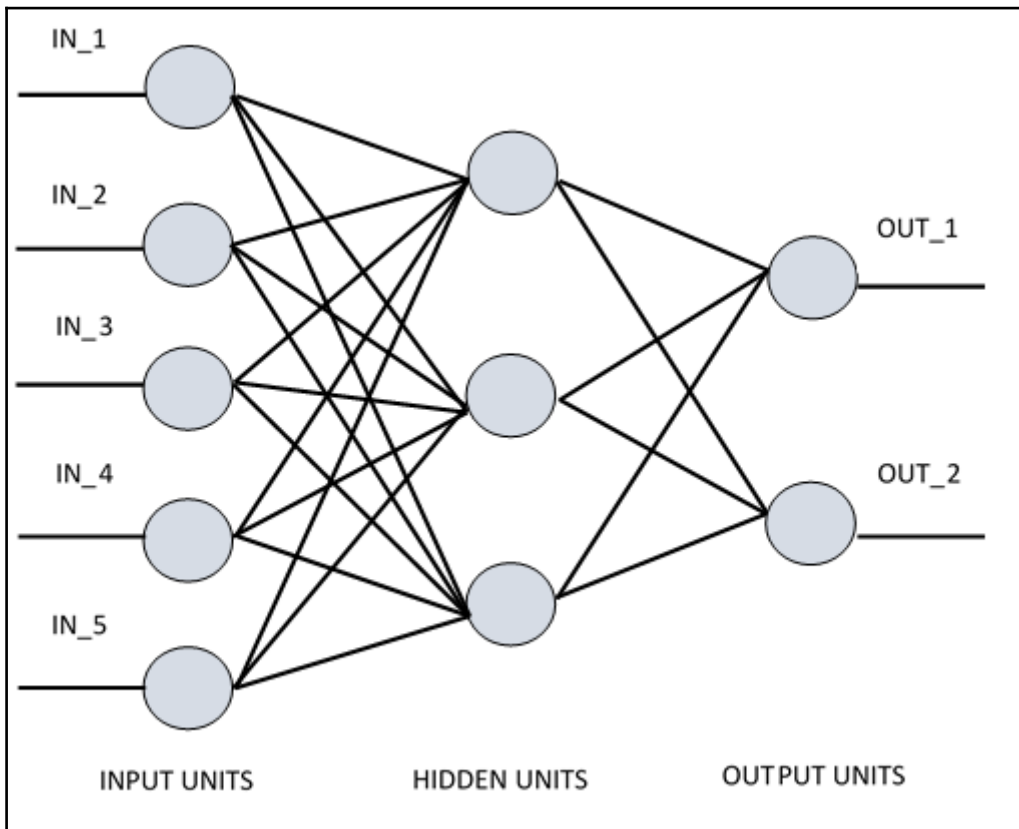 IN_1
IN_2
IN_3
IN_4
IN_5
OUT_1
OUT_2
INPUT UNITS
HIDDEN UNITS
OUTPUT UNITS